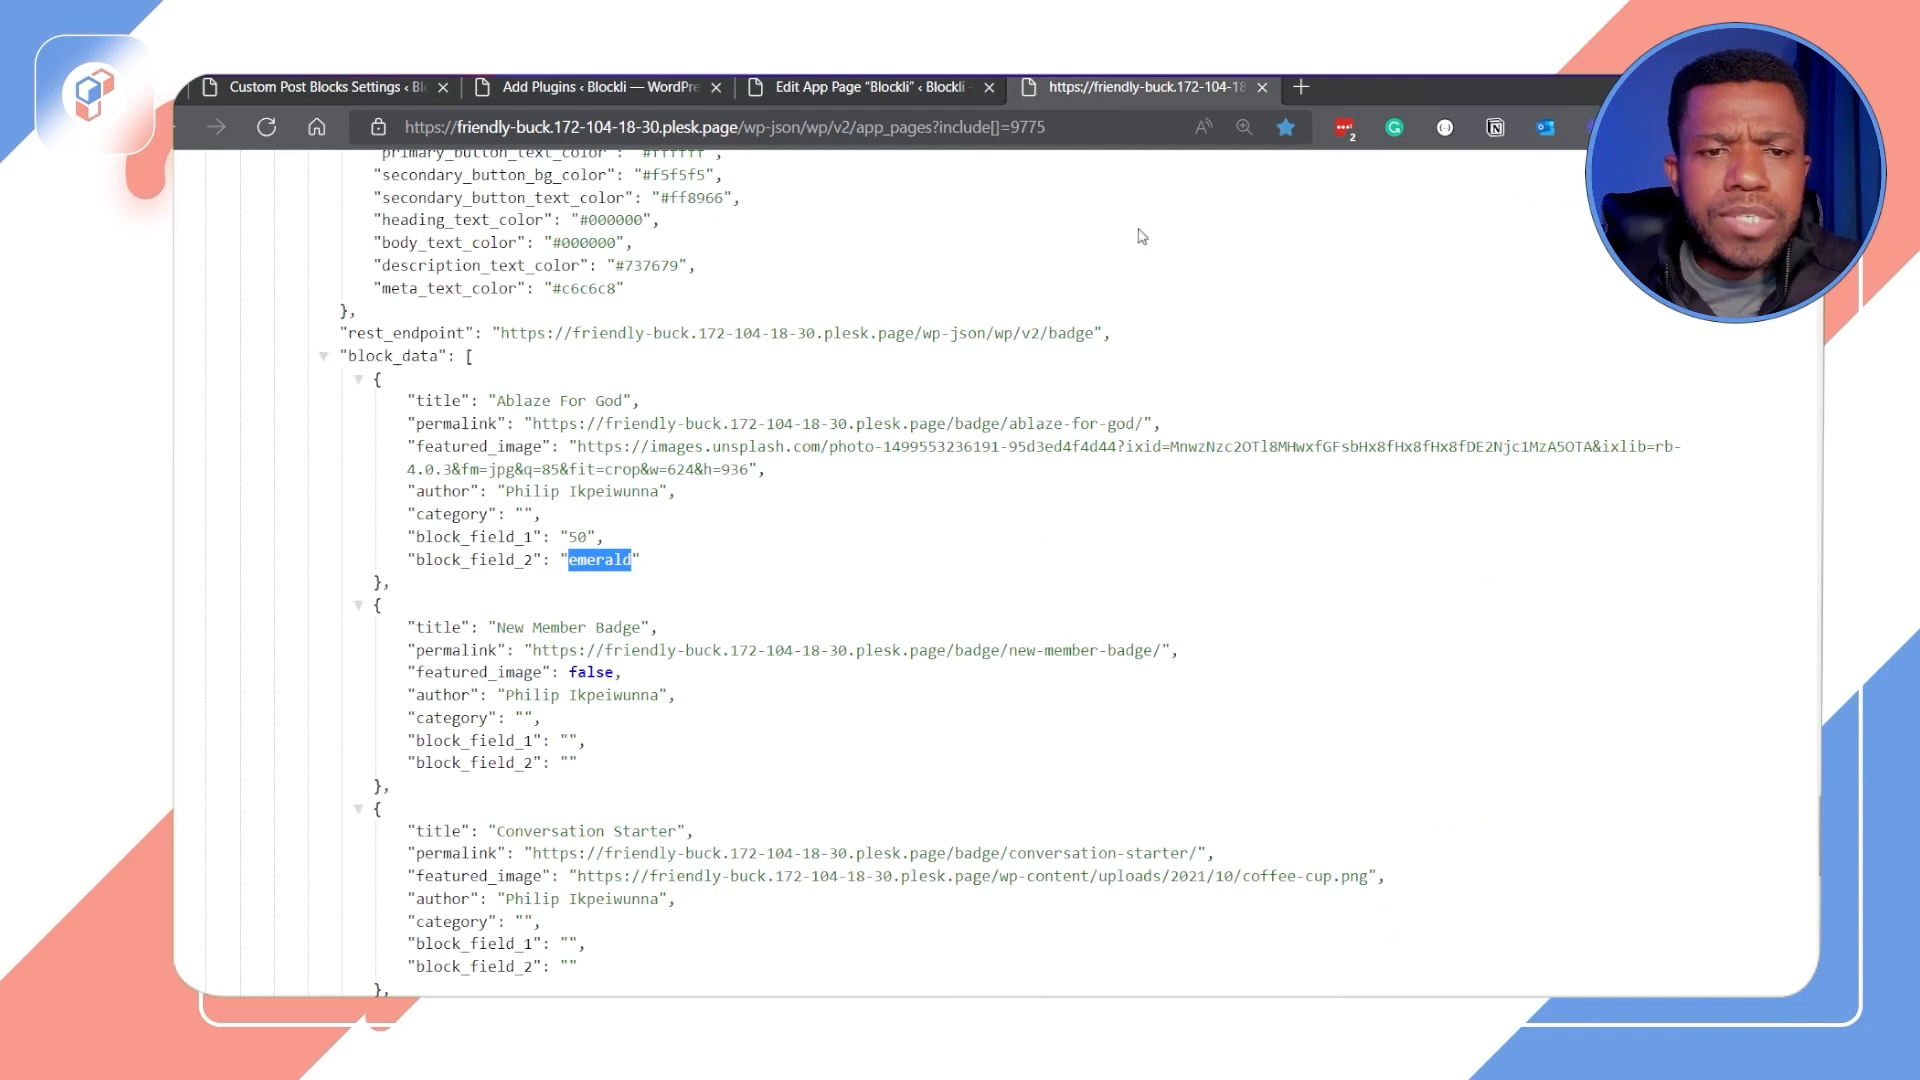 Custom Post Blocks Settings ‹ Bl
Add Plugins ‹ Blockli — WordPre
Edit App Page “Blockli” ‹ Blockli -
https://friendly-buck.172-104-18
https://friendly-buck.172-104-18-30.plesk.page/wp-json/wp/v2/app_pages?include[]=9775
2
"primary_button_text_color": "#ffffff",
"secondary_button_bg_color": "#f5f5f5",
"secondary_button_text_color": "#ff8966",
"heading_text_color": "#000000",
"body_text_color": "#000000",
"description_text_color": "#737679",
"meta_text_color": "#c6c6c8"
},
"rest_endpoint": "https://friendly-buck.172-104-18-30.plesk.page/wp-json/wp/v2/badge",
"block_data": [
{
"title": "Ablaze For God",
"permalink": "https://friendly-buck.172-104-18-30.plesk.page/badge/ablaze-for-god/",
"featured_image": "https://images.unsplash.com/photo-1499553236191-95d3ed4f4d44?ixid=MnwzNzc2OTl8MHwxfGFsbHx8fHx8fHx8fDE2Njc1MzA5OTA&ixlib=rb-
4.0.3&fm=jpg&q=85&fit=crop&w=624&h=936",
"author": "Philip Ikpeiwunna",
"category": "",
"block_field_1": "50",
"block_field_2": "emerald"
},
{
"title": "New Member Badge",
"permalink": "https://friendly-buck.172-104-18-30.plesk.page/badge/new-member-badge/",
"featured_image": false,
"author": "Philip Ikpeiwunna",
"category": "",
"block_field_1": "",
"block_field_2": ""
},
{
"title": "Conversation Starter",
"permalink": "https://friendly-buck.172-104-18-30.plesk.page/badge/conversation-starter/",
"featured_image": "https://friendly-buck.172-104-18-30.plesk.page/wp-content/uploads/2021/10/coffee-cup.png",
"author": "Philip Ikpeiwunna",
"category": "",
"block_field_1": "",
"block_field_2": ""
},